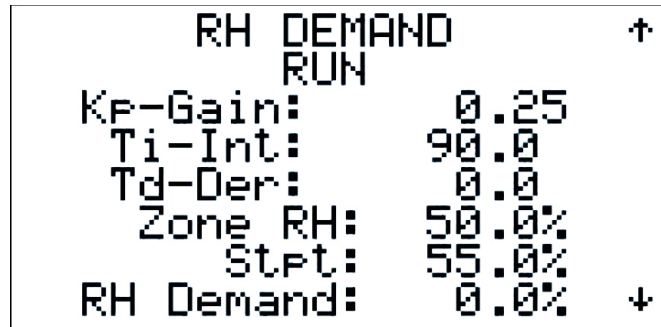 RH DEMAND ↑
RUN
Kp-Gain: 0.25
Ti-Int: 90.0
Td-Der: 0.0
Zone RH: 50.0%
Stpt: 55.0%
RH Demand: 0.0% ↓